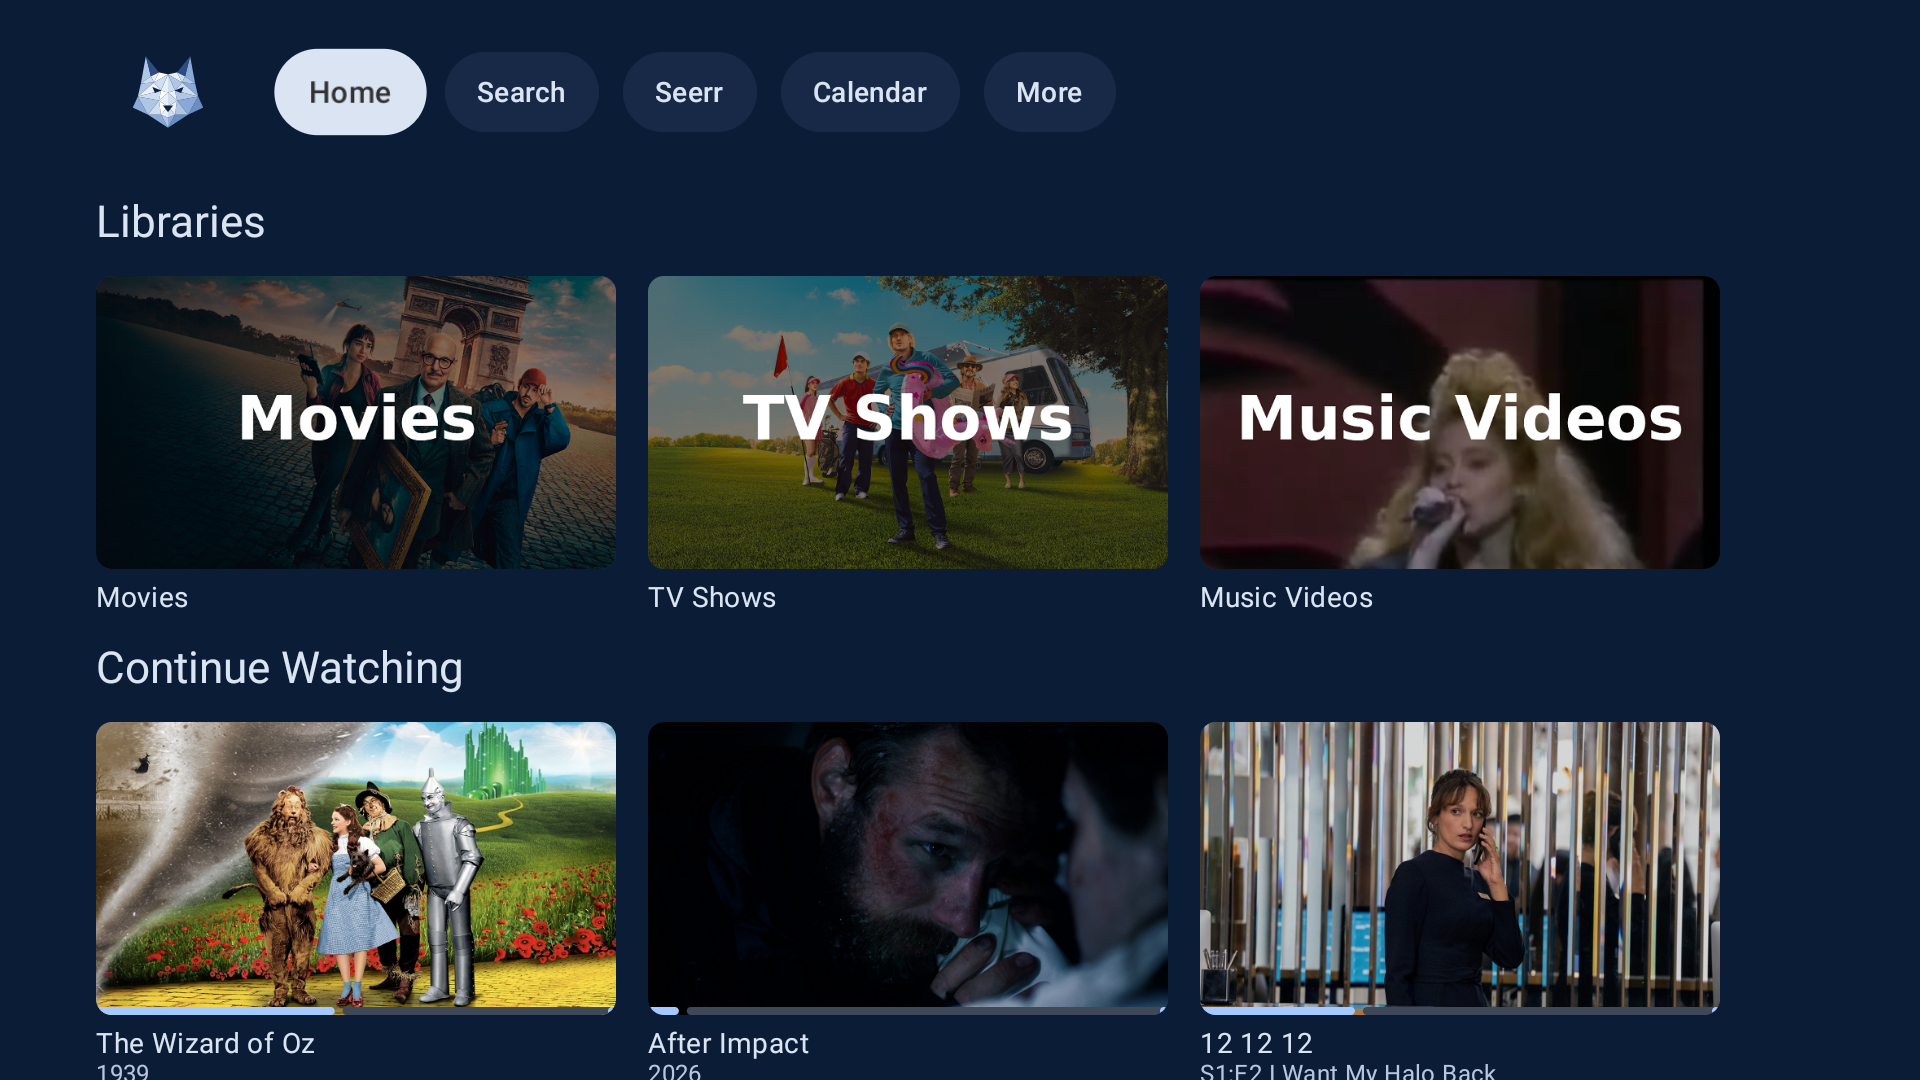 Home
Search
Seerr
Calendar
More
Libraries
Movies
TV Shows
Music Videos
Movies
TV Shows
Music Videos
Continue Watching
The Wizard of Oz
After Impact
12 12 12
1939
2026
S1:E2 I Want My Halo Back